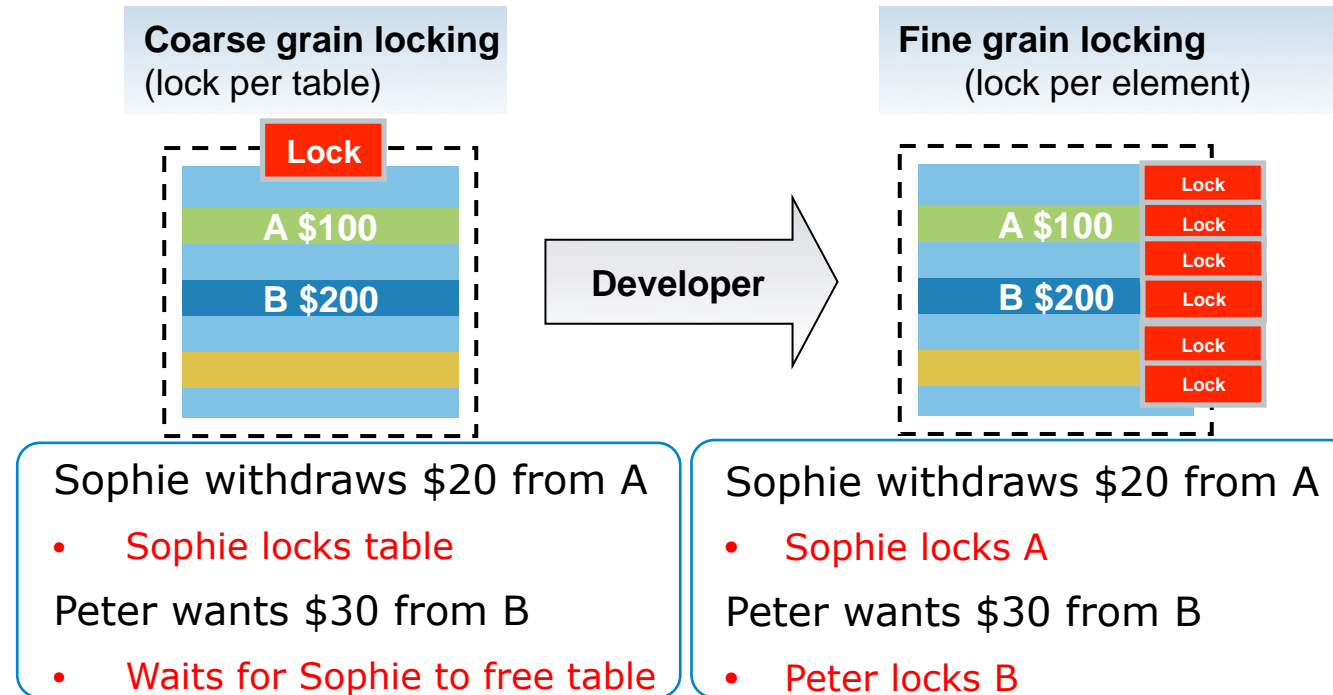 Coarse grain locking
(lock per table)
Lock
A $100
B $200
Sophie withdraws $20 from A
• Sophie locks table
Peter wants $30 from B
• Waits for Sophie to free table
Developer
Fine grain locking
(lock per element)
Lock
A $100 Lock
Lock
B $200 Lock
Lock
Lock
Sophie withdraws $20 from A
• Sophie locks A
Peter wants $30 from B
• Peter locks B